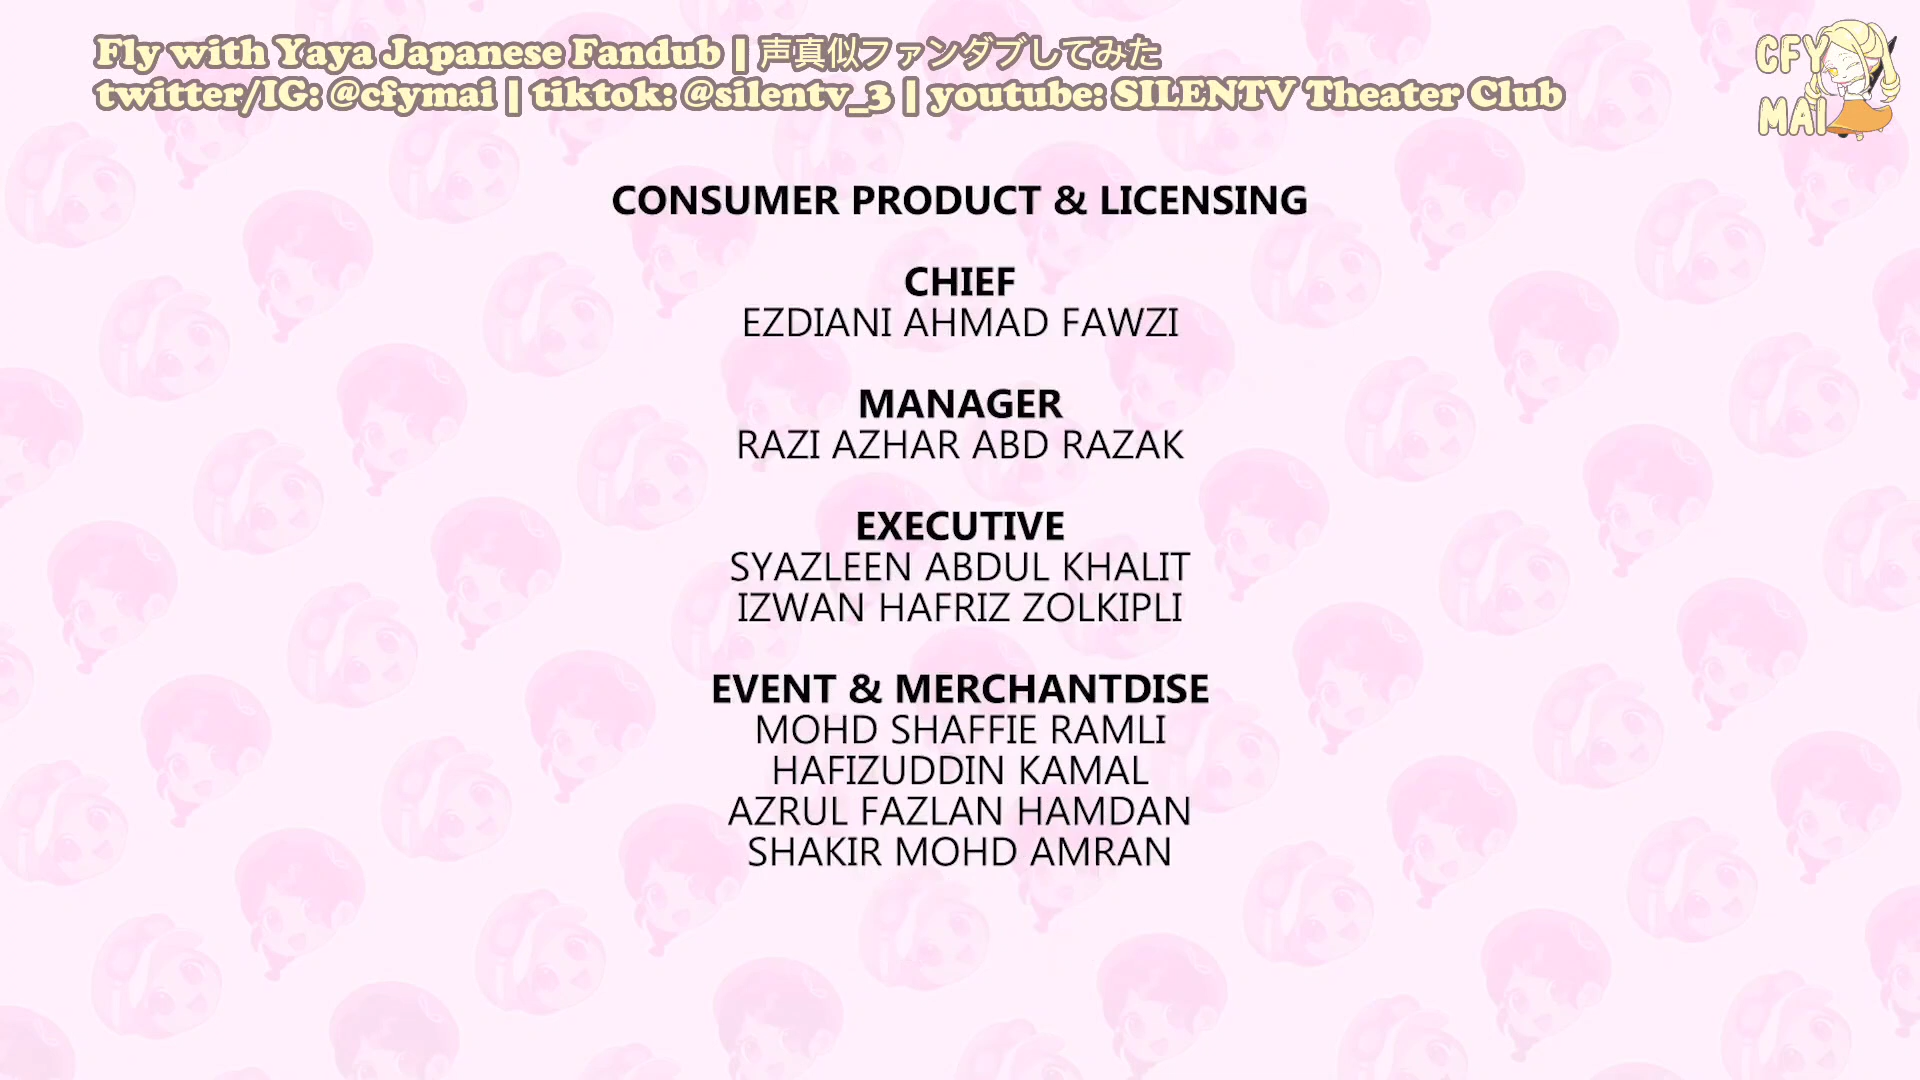 Fly with Yaya Japanese Fandub | 声真似ファンダブしてみた
twitter/IG: @cfymai | tiktok: @silentv_3 | youtube: SILENTV Theater Club
CFY
MAI
CONSUMER PRODUCT & LICENSING
CHIEF
EZDIANI AHMAD FAWZI
MANAGER
RAZI AZHAR ABD RAZAK
EXECUTIVE
SYAZLEEN ABDUL KHALIT
IZWAN HAFRIZ ZOLKIPLI
EVENT & MERCHANTDISE
MOHD SHAFFIE RAMLI
HAFIZUDDIN KAMAL
AZRUL FAZLAN HAMDAN
SHAKIR MOHD AMRAN